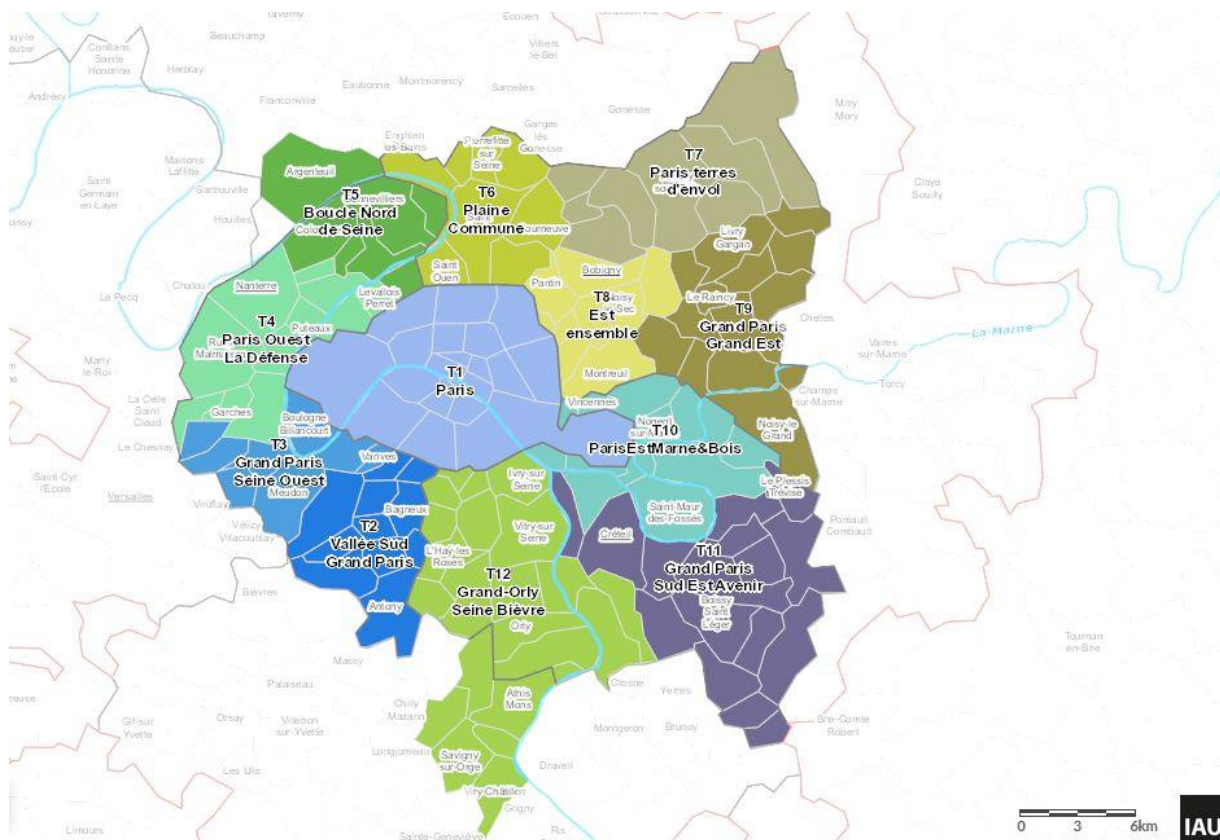 Taverny
Ecouen
Conflans
Sainte
Honorine
Beauchamp
Villiers
le-Bel
Herblay
Montmorency
Eaubonne
Sarcelles
Andrésy
Franconville
Gonesse
Garges
lès
Gonesse
Mitry
Mory
Enghien
les-Bains
Pierrefitte
sur
Seine
Maisons
Laffitte
Argenteuil
T7
Paris terres
d'envol
Claye
Souilly
Saint
Germain
en-Laye
Sartrouville
T5
Boucle Nord
de Seine
T6
Plaine
Commune
Houilles
Livry
Gargan
Saint
Ouen
Bobigny
Pantin
Nanterre
Le Pecq
Chatou
Levallois
Perret
T8
Est
ensemble
Le Raincy
T9
Grand Paris
Grand Est
Chelles
La Marne
T4
Paris Ouest
La Défense
Puteaux
Vaires
sur-Marne
Marly
le-Roi
T1
Paris
Montreuil
Torcy
Champs
sur-Marne
La Celle
Saint
Cloud
Garches
Vincennes
Boulogne
Billancourt
Noisy-le
Grand
T10
ParisEstMarne&Bois
Le Chesnay
T3
Grand Paris
Seine Ouest
Vanves
Ivry-sur
Seine
Le Plessis
Trévise
Saint-Cyr
l'Ecole
Versailles
Meudon
Viroflay
Bagneux
Saint-Maur
des-Fossés
Vélizy
Villacoublay
T2
Vallée Sud
Grand Paris
Vitry-sur
Seine
Créteil
Pontault
Combault
L'Haÿ-les
Roses
T11
Grand Paris
Sud Est Avenir
T12
Grand-Orly
Seine Bièvre
Bièvres
Antony
Boissy
Saint
Léger
Orly
Tournan
en-Brie
Massy
Palaiseau
Crosne
Yerres
Athis
Mons
Chilly
Mazarin
Gif-sur
Yvette
Orsay
Villebon
sur-Yvette
Montgeron
Brunoy
Brie-Comte
Robert
Longjumeau
Savigny
sur-Orge
Draveil
Les Ulis
Viry-Châtillon
Grigny
Limours
Sainte-Geneviève
Ris
0 3 6km
IAU